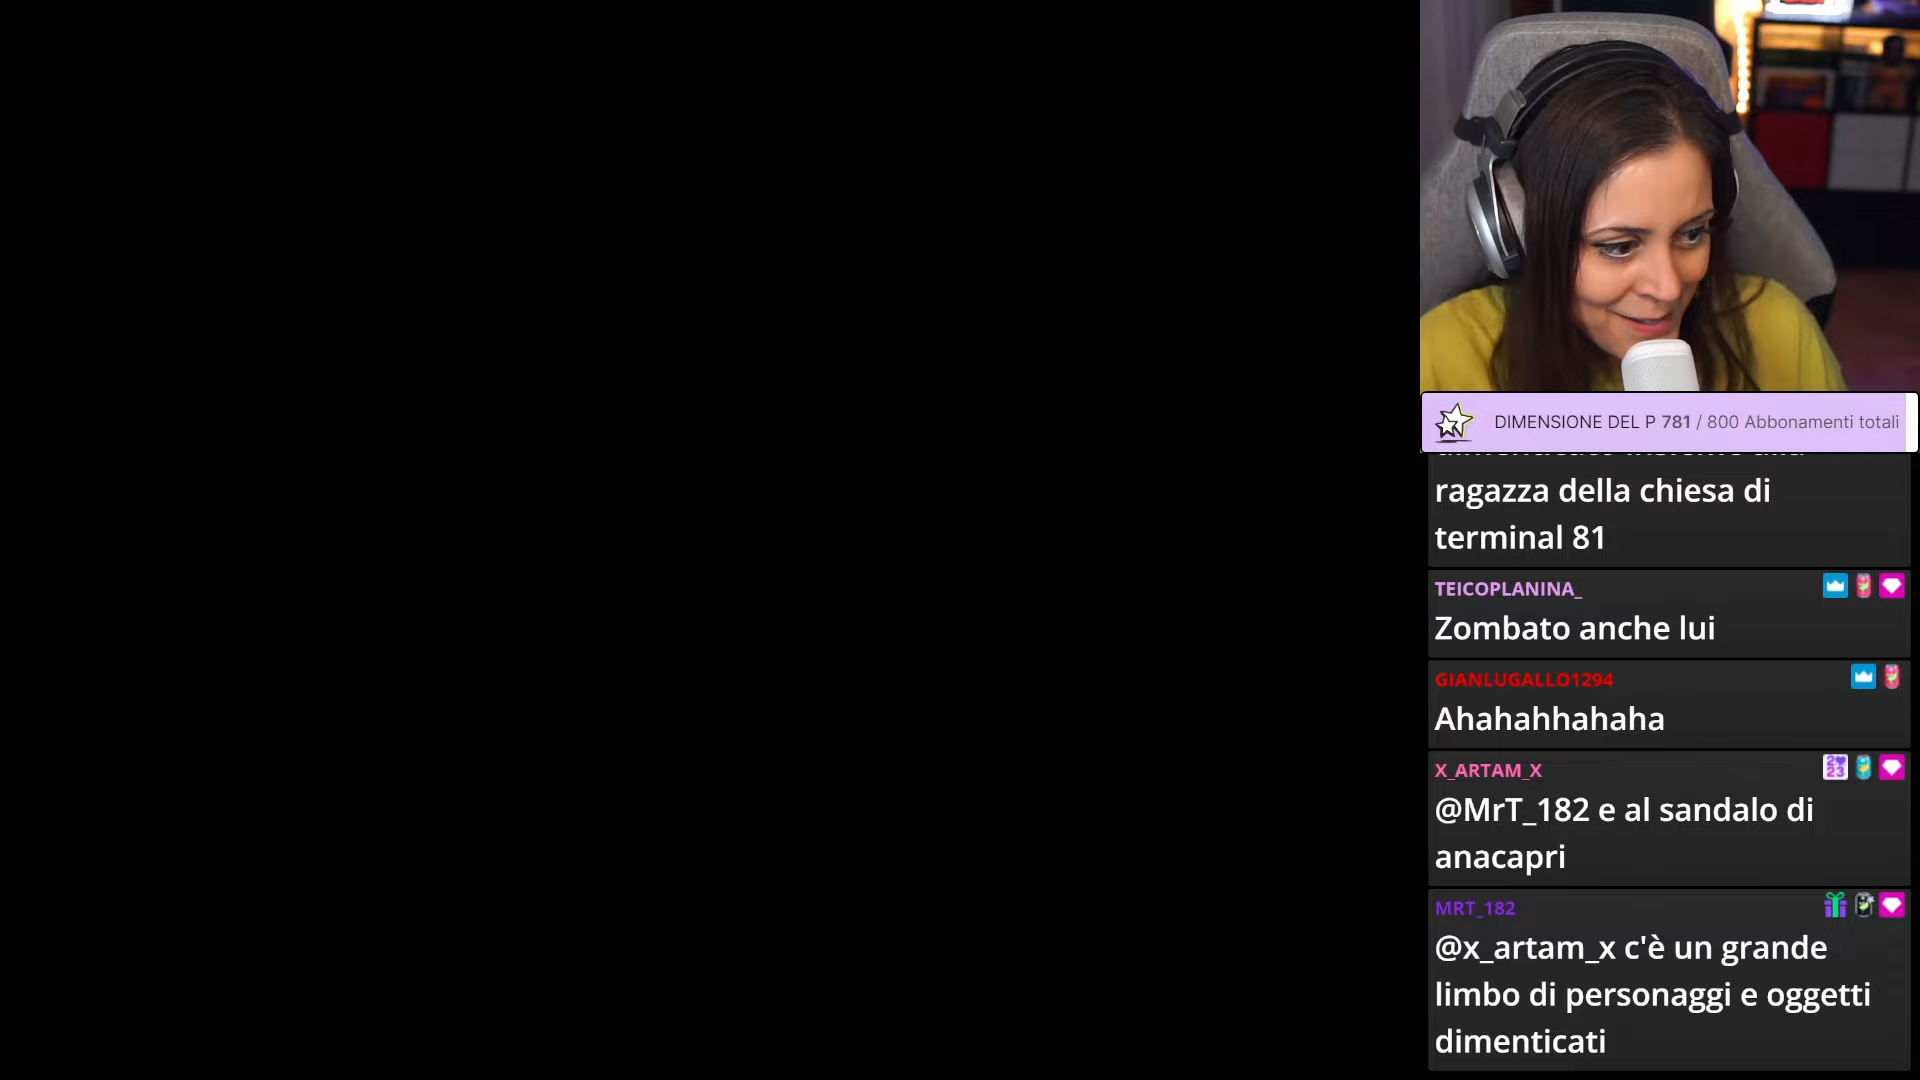 DIMENSIONE DEL P 781 / 800 Abbonamenti totali
ragazza della chiesa di
terminal 81
TEICOPLANINA_
Zombato anche lui
GIANLUGALLO1294
Ahahahhahaha
X_ARTAM_X
@MrT_182 e al sandalo di
anacapri
MRT_182
@x_artam_x c'è un grande
limbo di personaggi e oggetti
dimenticati